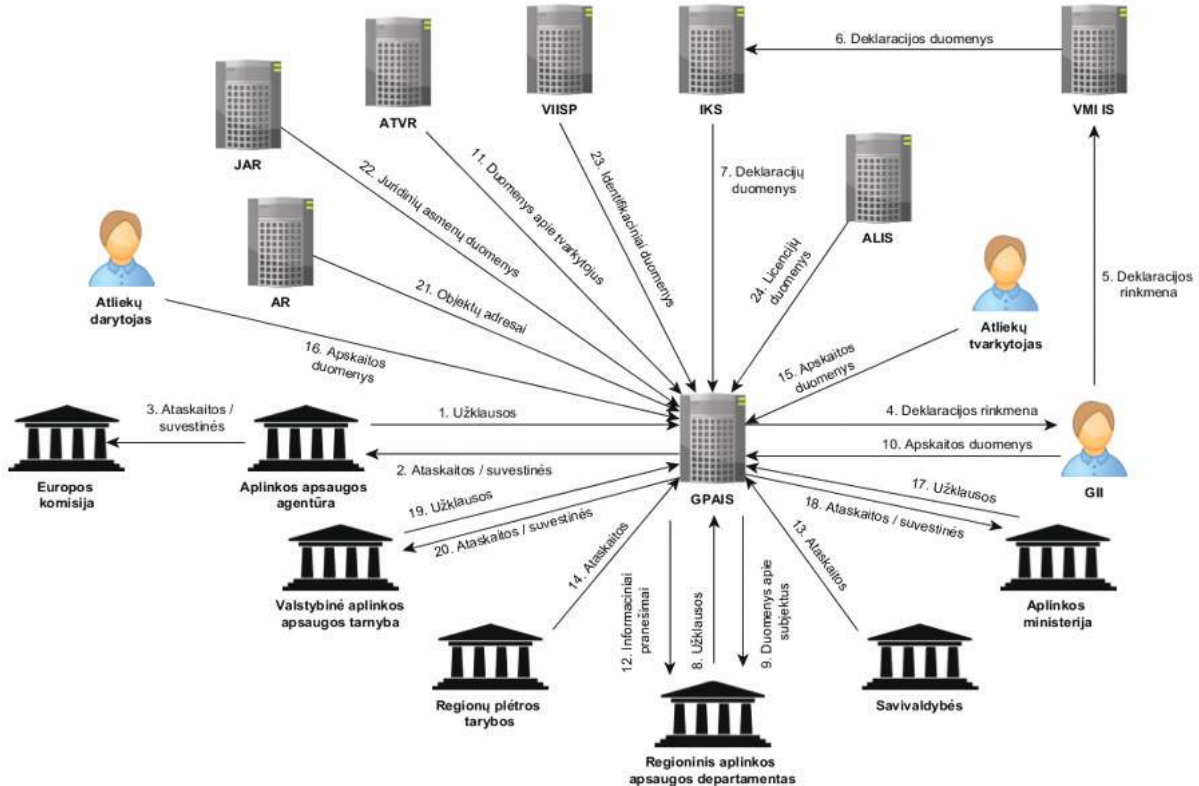 6. Deklaracijos duomenys
JAR
ATVR
VIISP
IKS
VMI IS
22. Juridinių asmenų duomenys
11. Duomenys apie tvarkytojus
23. Identifikaciniai duomenys
7. Deklaracijų
duomenys
ALIS
24. Licencijų
duomenys
5. Deklaracijos
rinkmena
Atliekų
darytojas
AR
21. Objektų adresai
16. Apskaitos
duomenys
Atliekų
tvarkytojas
15. Apskaitos
duomenys
3. Ataskaitos /
suvestinės
1. Užklausos
4. Deklaracijos rinkmena
10. Apskaitos duomenys
Europos
komisija
Aplinkos apsaugos
agentūra
2. Ataskaitos / suvestinės
GPAIS
GII
19. Užklausos
20. Ataskaitos / suvestinės
17. Užklausos
18. Ataskaitos / suvestinės
Valstybinė aplinkos
apsaugos tarnyba
14. Ataskaitos
13. Ataskaitos
Aplinkos
ministerija
12. Informaciniai
pranešimai
8. Užklausos
9. Duomenys apie
subjektus
Regionų plėtros
tarybos
Savivaldybės
Regioninis aplinkos
apsaugos departamentas